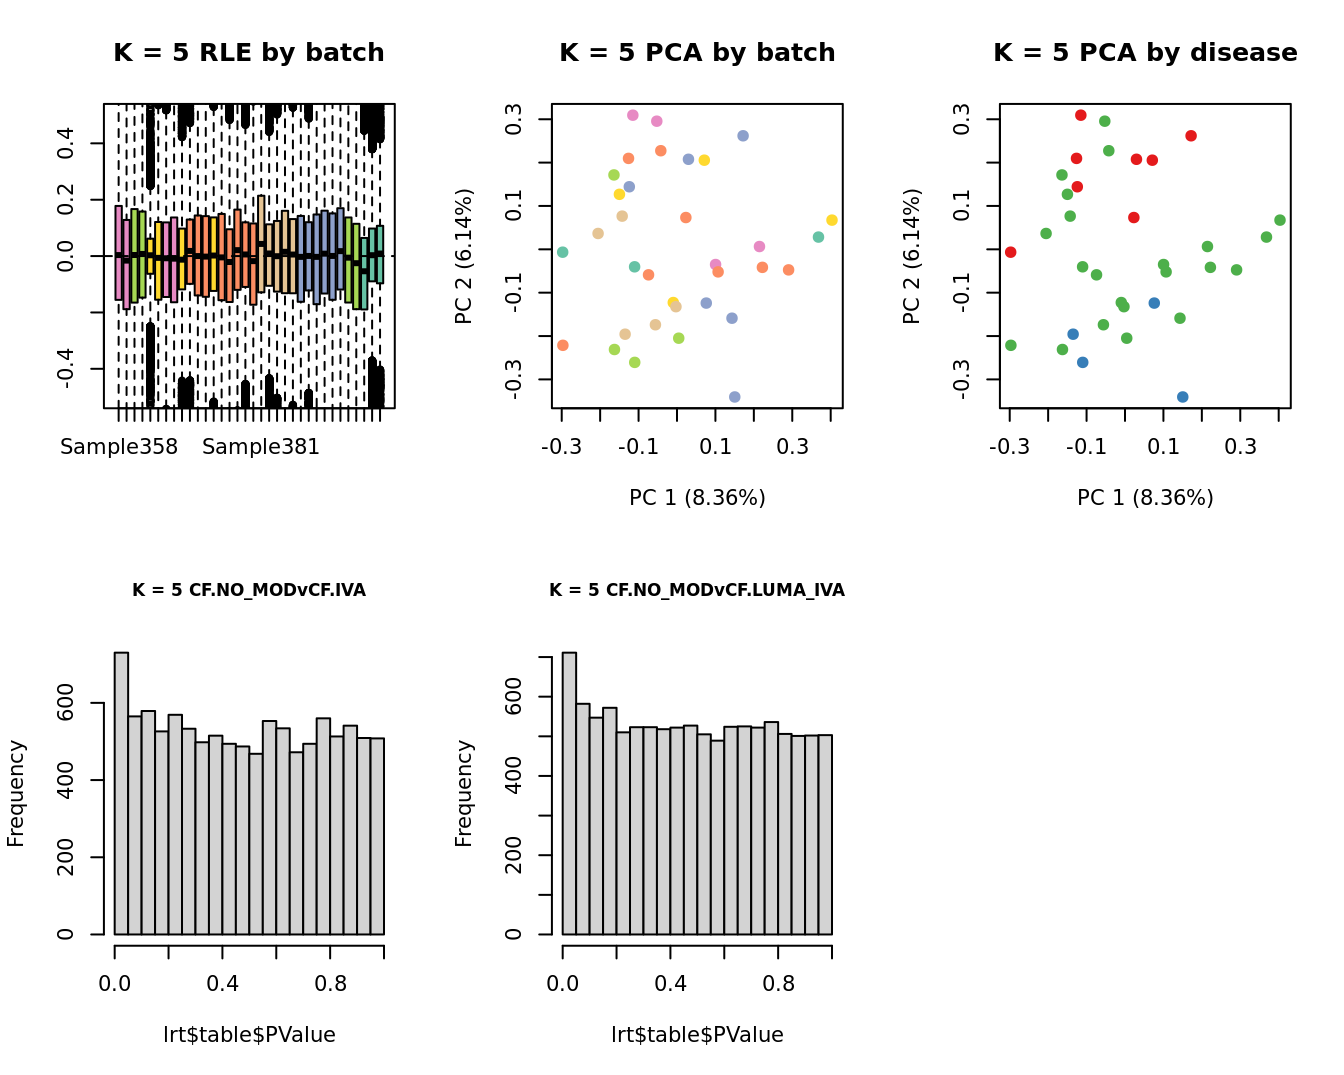 K = 5 RLE by batch
0.4
0.2
0.0
-0.4
Sample358 Sample381
K = 5 PCA by batch
PC 2 (6.14%)
0.3
0.1
-0.1
-0.3
-0.3 -0.1 0.1 0.3
PC 1 (8.36%)
K = 5 PCA by disease
PC 2 (6.14%)
0.3
0.1
-0.1
-0.3
-0.3 -0.1 0.1 0.3
PC 1 (8.36%)
K = 5 CF.NO_MODvCF.IVA
Frequency
600
400
200
0
0.0 0.4 0.8
lrt$table$PValue
K = 5 CF.NO_MODvCF.LUMA_IVA
Frequency
600
400
200
0
0.0 0.4 0.8
lrt$table$PValue